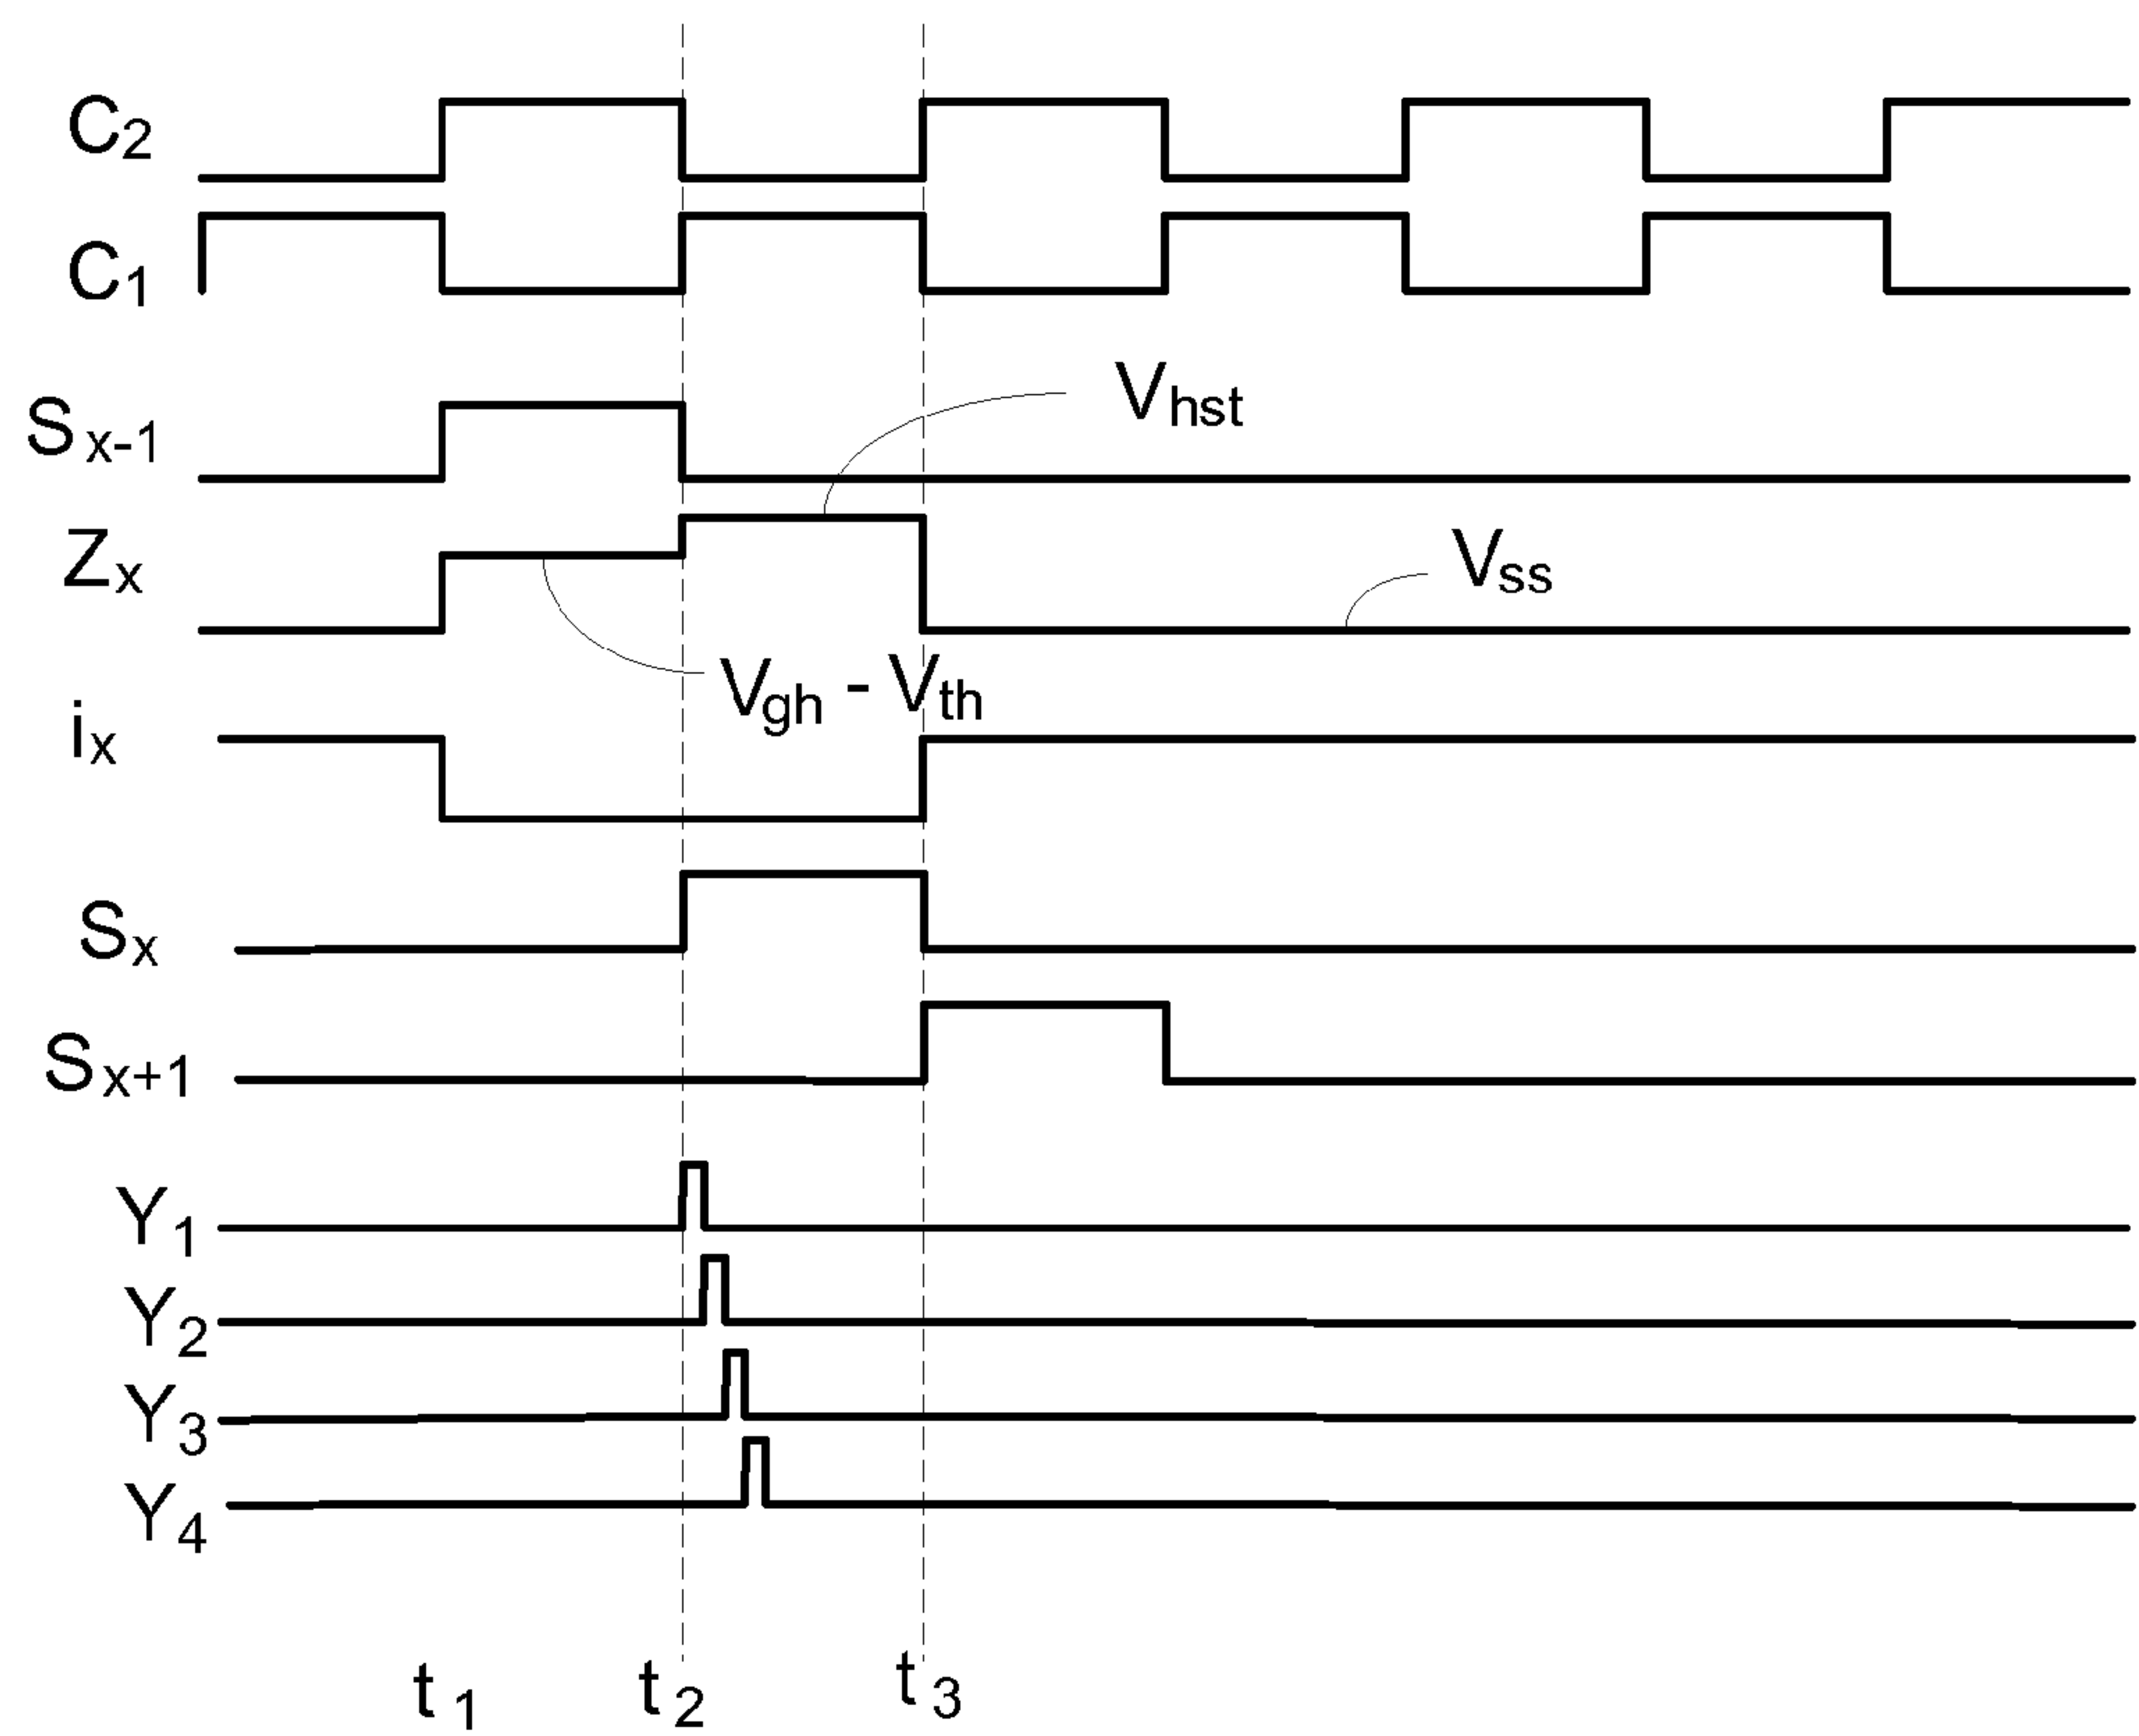 C2
C1
Vhst
Sx-1
Zx
Vss
Vgh - Vth
ix
Sx
Sx+1
Y1
Y2
Y3
Y4
t1 t2 t3